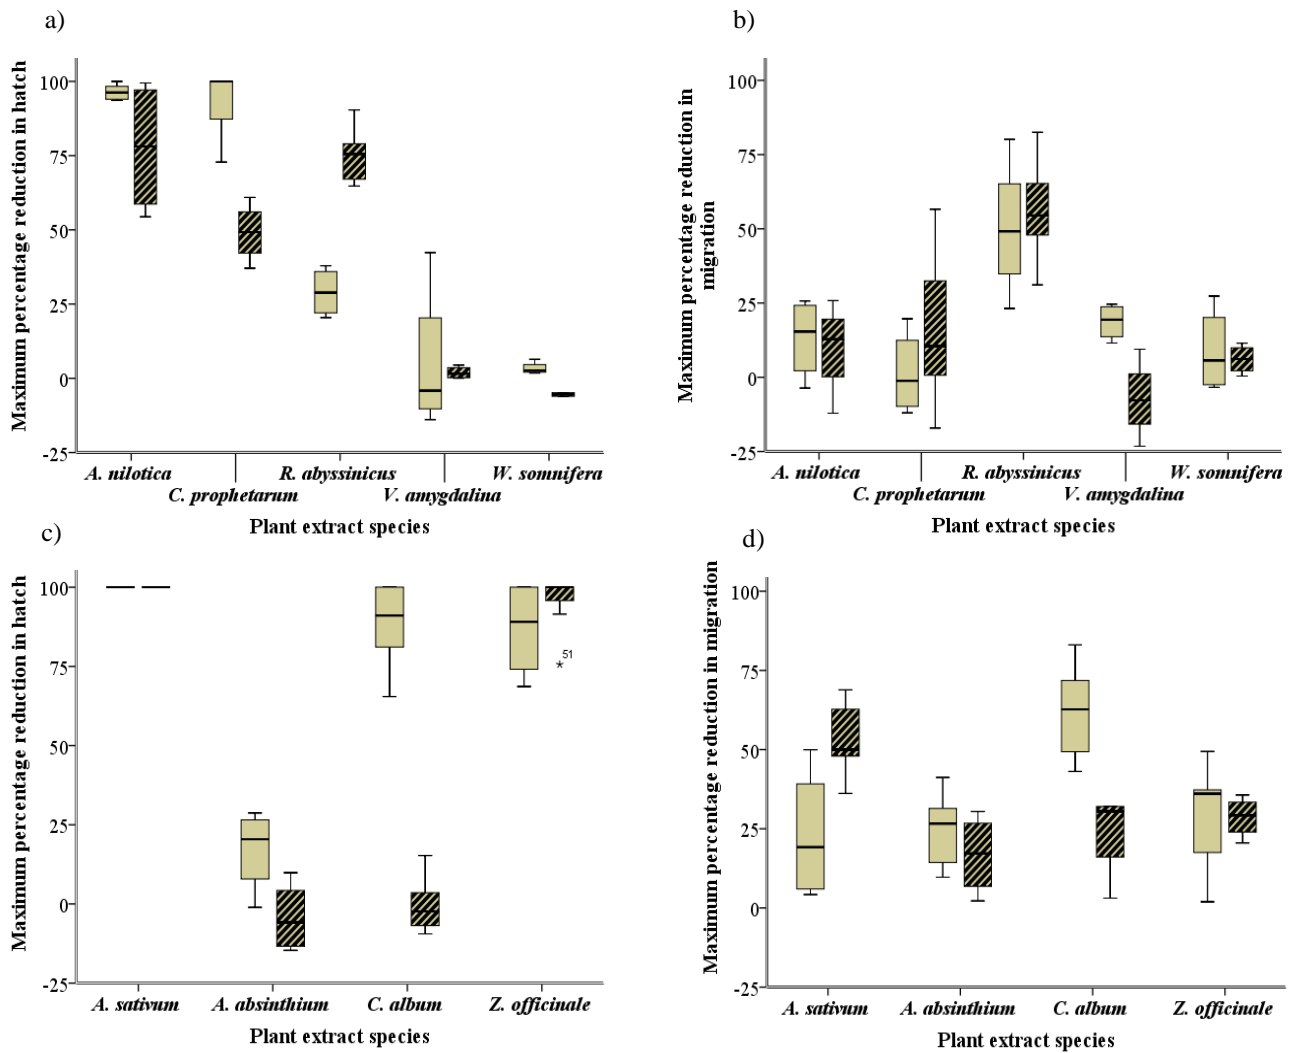 a)
Maximum percentage reduction in hatch
100
75
50
25
0
-25
A. nilotica
R. abyssinicus
W. somnifera
C. prophetarum
V. amygdalina
Plant extract species
b)
Maximum percentage reduction in
migration
100
75
50
25
0
-25
A. nilotica
R. abyssinicus
W. somnifera
C. prophetarum
V. amygdalina
Plant extract species
c)
Maximum percentage reduction in hatch
100
75
50
25
0
-25
51
*
A. sativum
A. absinthium
C. album
Z. officinale
Plant extract species
d)
Maximum percentage reduction in migration
100
75
50
25
0
-25
A. sativum
A. absinthium
C. album
Z. officinale
Plant extract species